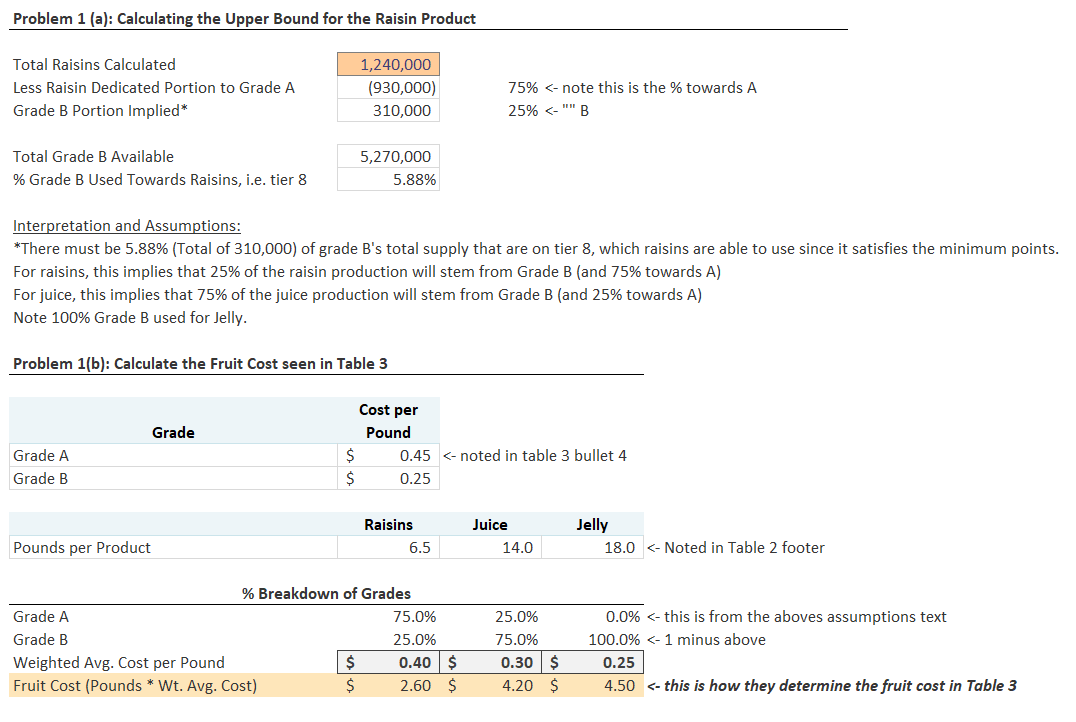 Problem 1 (a): Calculating the Upper Bound for the Raisin Product
Total Raisins Calculated 1,240,000
Less Raisin Dedicated Portion to Grade A (930,000) 75% <- note this is the % towards A
Grade B Portion Implied* 310,000 25% <- "" B
Total Grade B Available 5,270,000
% Grade B Used Towards Raisins, i.e. tier 8 5.88%
Interpretation and Assumptions:
*There must be 5.88% (Total of 310,000) of grade B's total supply that are on tier 8, which raisins are able to use since it satisfies the minimum points.
For raisins, this implies that 25% of the raisin production will stem from Grade B (and 75% towards A)
For juice, this implies that 75% of the juice production will stem from Grade B (and 25% towards A)
Note 100% Grade B used for Jelly.
Problem 1(b): Calculate the Fruit Cost seen in Table 3
Cost per
Grade Pound
Grade A $ 0.45 <- noted in table 3 bullet 4
Grade B $ 0.25
Raisins Juice Jelly
Pounds per Product 6.5 14.0 18.0 <- Noted in Table 2 footer
% Breakdown of Grades
Grade A 75.0% 25.0% 0.0% <- this is from the aboves assumptions text
Grade B 25.0% 75.0% 100.0% <- 1 minus above
Weighted Avg. Cost per Pound $ 0.40 $ 0.30 $ 0.25
Fruit Cost (Pounds * Wt. Avg. Cost) $ 2.60 $ 4.20 $ 4.50 <- this is how they determine the fruit cost in Table 3